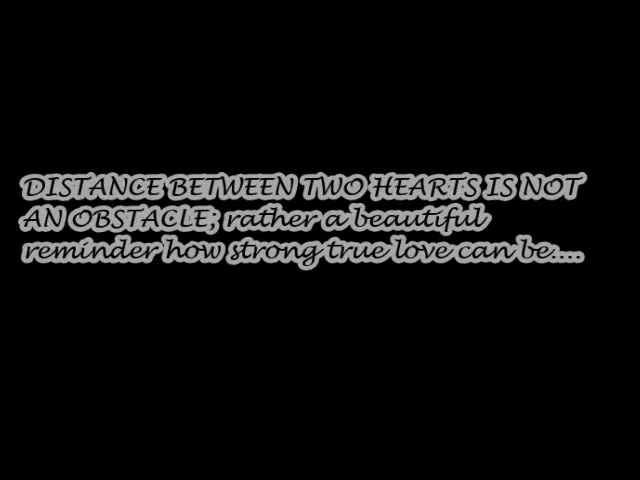 DISTANCE BETWEEN TWO HEARTS IS NOT
AN OBSTACLE; rather a beautiful
reminder how strong true love can be....